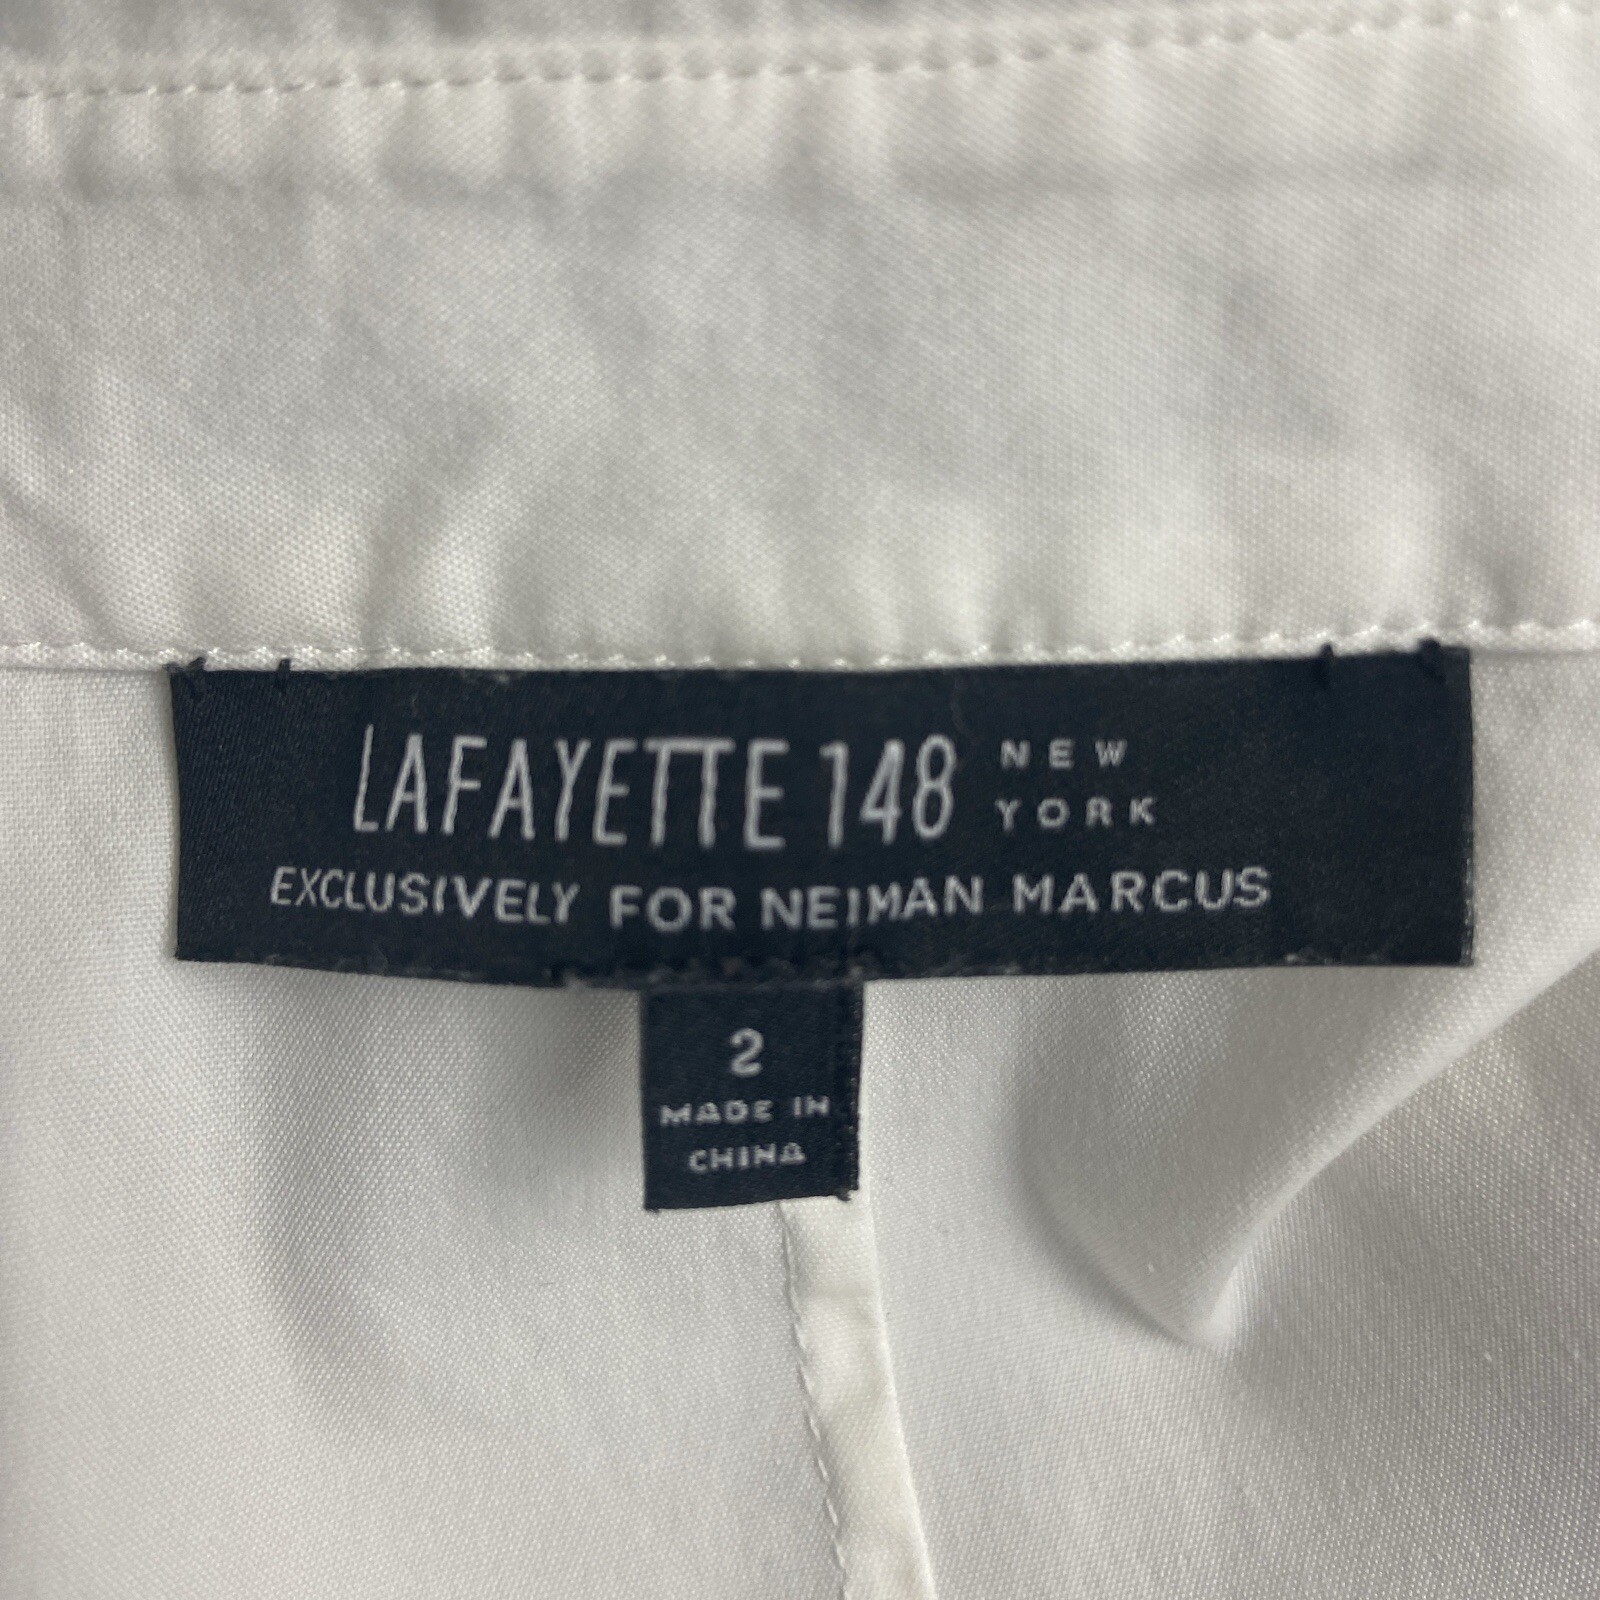 LAFAYETTE 148 NEW YORK
EXCLUSIVELY FOR NEIMAN MARCUS
2
MADE IN
CHINA